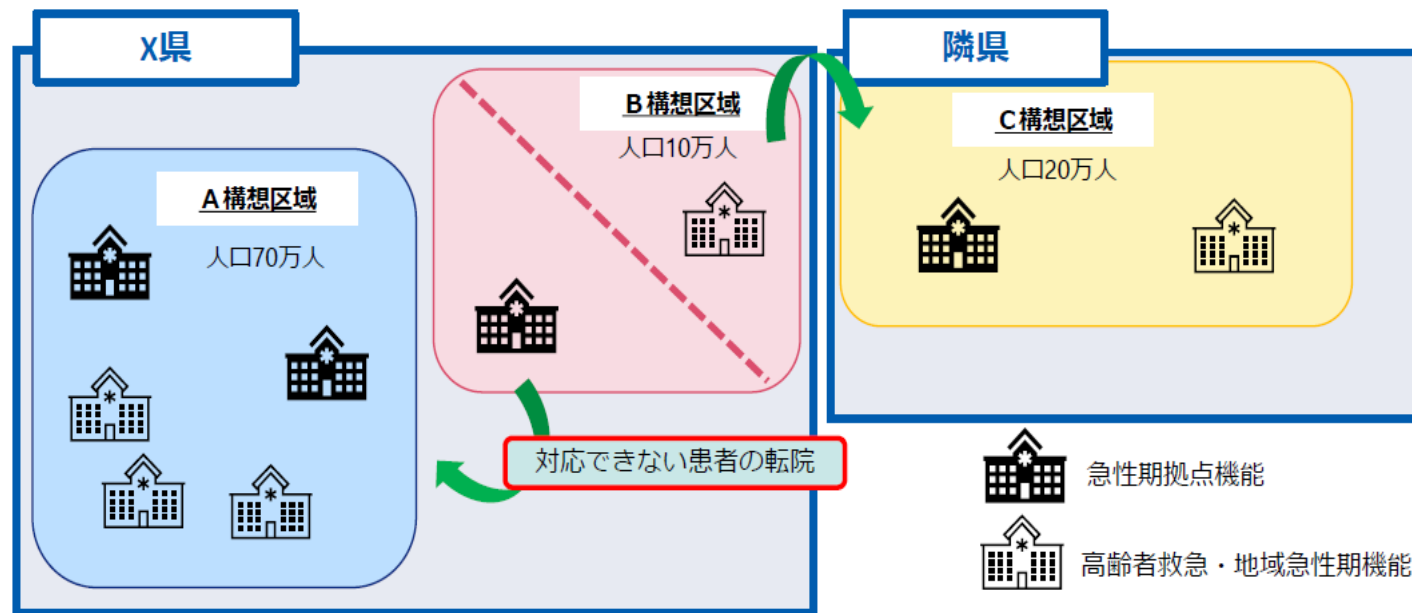 X県
隣県
B構想区域
人口10万人
C構想区域
人口20万人
A構想区域
人口70万人
対応できない患者の転院
急性期拠点機能
高齢者救急・地域急性期機能